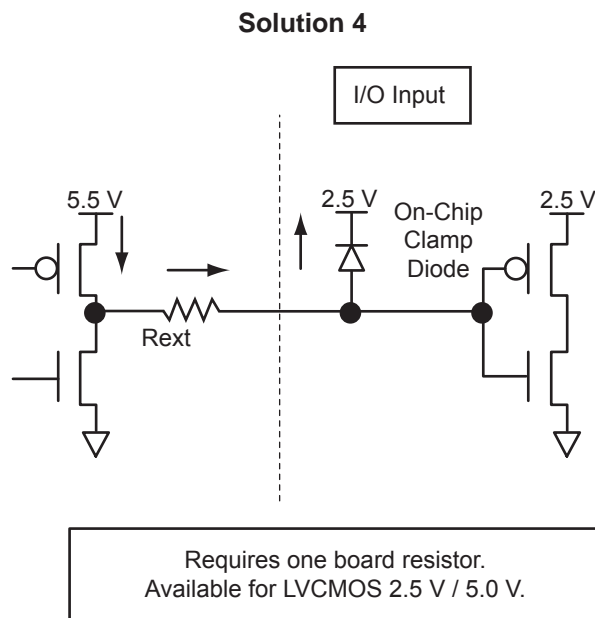 Solution 4
I/O Input
5.5 V
2.5 V
On-Chip
Clamp
Diode
2.5 V
Rext
Requires one board resistor.
Available for LVCMOS 2.5 V / 5.0 V.